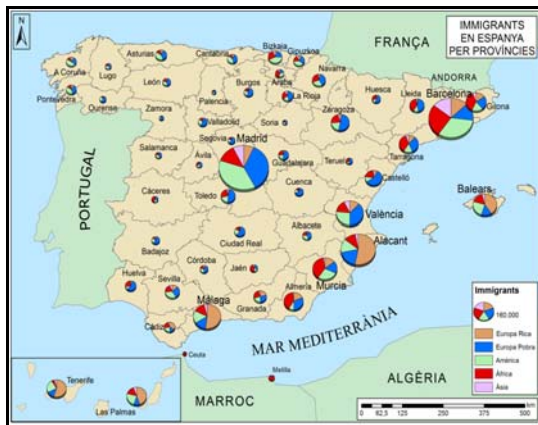 N
IMMIGRANTS
EN ESPANYA
PER PROVÍNCIES
FRANÇA
ANDORRA
PORTUGAL
A Coruña
Lugo
Asturias
Cantabria
Bizkaia
Gipuzkoa
Araba
Navarra
Pontevedra
Ourense
León
Palencia
Burgos
La Rioja
Huesca
Lleida
Barcelona
Girona
Zamora
Valladolid
Soria
Zaragoza
Tarragona
Segovia
Madrid
Salamanca
Ávila
Guadalajara
Teruel
Castelló
Cáceres
Toledo
Cuenca
València
Balears
Badajoz
Ciudad Real
Albacete
Alacant
Huelva
Sevilla
Córdoba
Jaén
Murcia
Cádiz
Málaga
Granada
Almería
MAR MEDITERRÀNIA
Ceuta
Melilla
MARROC
ALGÈRIA
Tenerife
Las Palmas
Immigrants
160.000
Europa Rica
Europa Pobra
Amèrica
Àfrica
Àsia
0 62,5 125 250 375 500
km